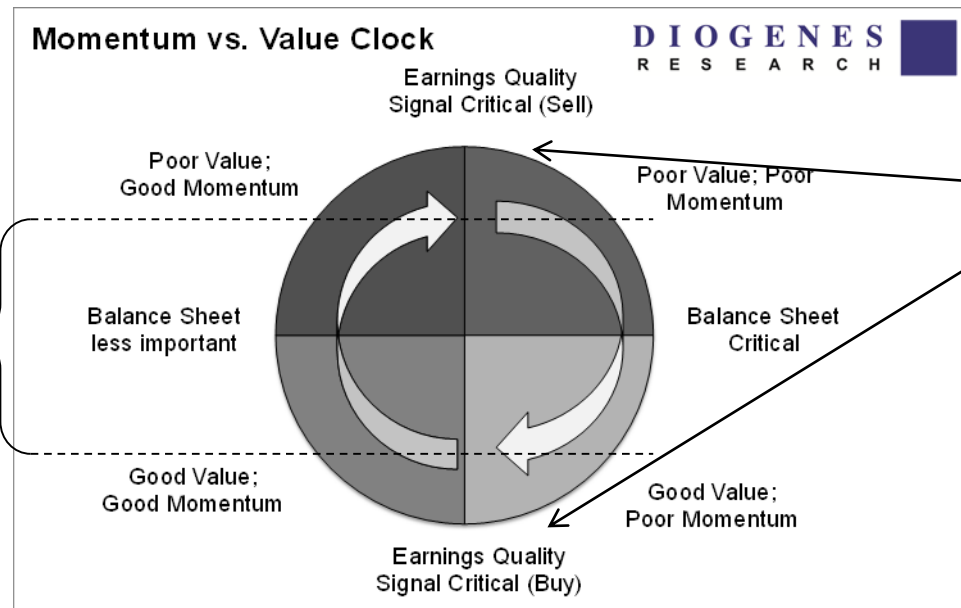 Momentum vs. Value Clock
DIOGENES
RESEARCH
Earnings Quality
Signal Critical (Sell)
Poor Value;
Good Momentum
Poor Value; Poor
Momentum
Balance Sheet
less important
Balance Sheet
Critical
Good Value;
Good Momentum
Good Value;
Poor Momentum
Earnings Quality
Signal Critical (Buy)